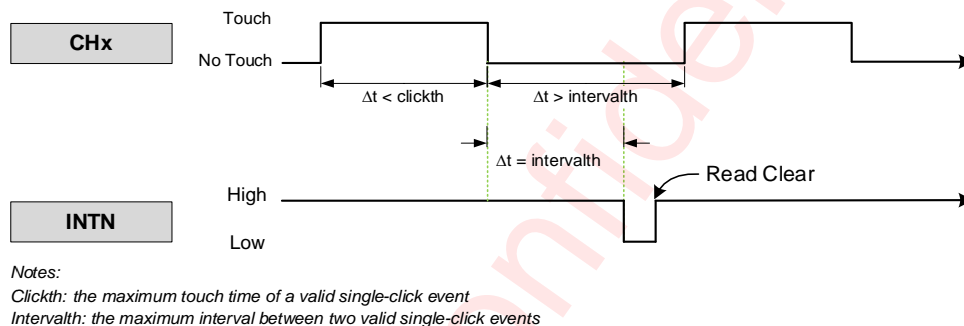 Touch
CHx
No Touch
Δt < clickth
Δt > intervalth
Δt = intervalth
Read Clear
High
INTN
Low
Notes:
Clickth: the maximum touch time of a valid single-click event
Intervalth: the maximum interval between two valid single-click events